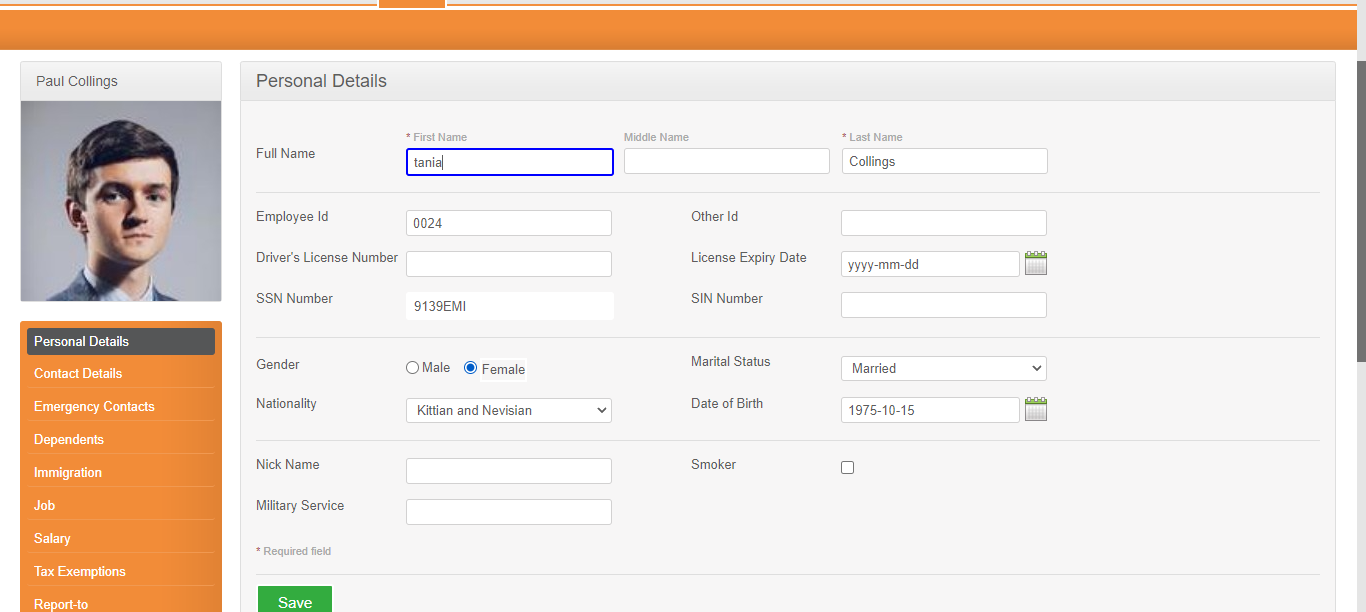 Paul Collings
Personal Details
* First Name Middle Name * Last Name
Full Name tania Collings
Employee Id 0024 Other Id
Driver's License Number License Expiry Date yyyy-mm-dd
SSN Number 9139EMI SIN Number
Gender Male Female Marital Status Married
Nationality Kittian and Nevisian Date of Birth 1975-10-15
Nick Name Smoker
Military Service
* Required field
Save
Personal Details
Contact Details
Emergency Contacts
Dependents
Immigration
Job
Salary
Tax Exemptions
Report-to